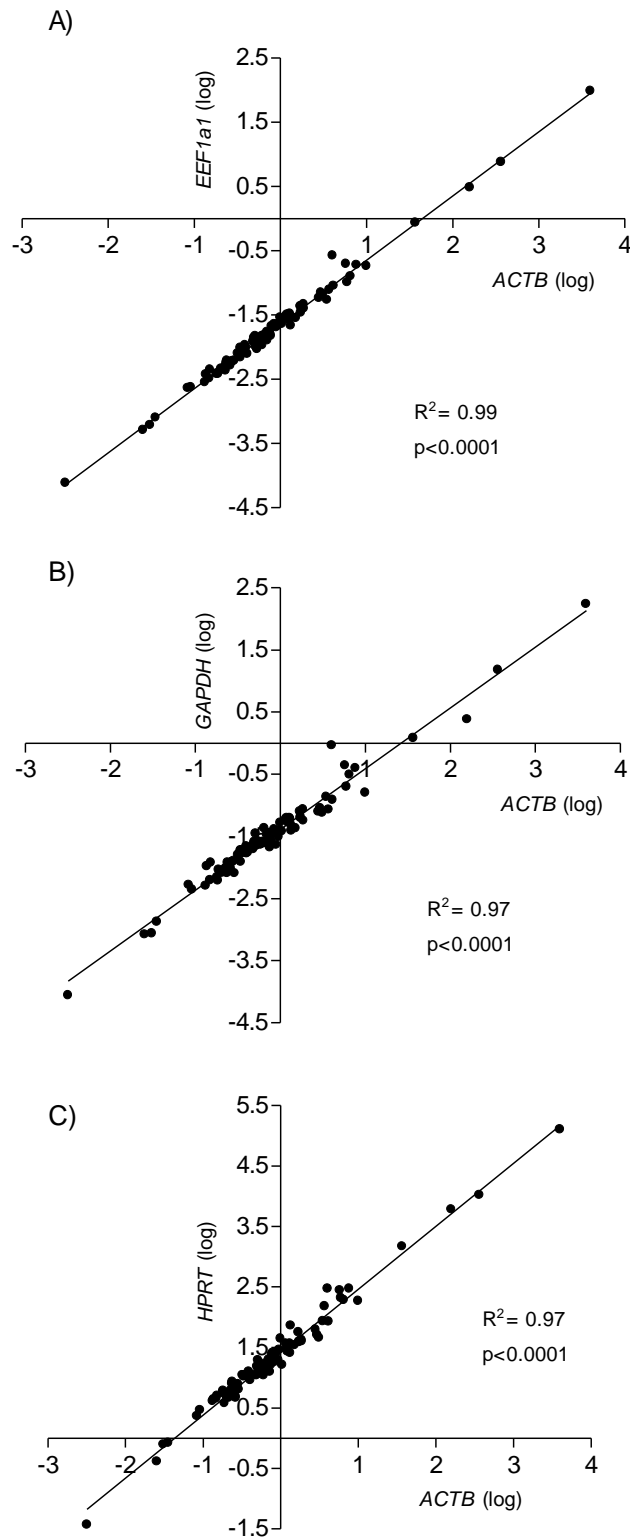 A)
2.5
1.5
0.5
EEF1a1 (log)
-3 -2 -1 1 2 3 4
-0.5
ACTB (log)
-1.5
-2.5
R²= 0.99
-3.5
p<0.0001
-4.5
B)
2.5
1.5
0.5
GAPDH (log)
-3 -2 -1 1 2 3 4
-0.5
ACTB (log)
-1.5
-2.5
R²= 0.97
p<0.0001
-3.5
-4.5
C)
5.5
4.5
3.5
HPRT (log)
2.5
R²= 0.97
1.5
p<0.0001
0.5
-3 -2 -1 1 2 3 4
-0.5
ACTB (log)
-1.5